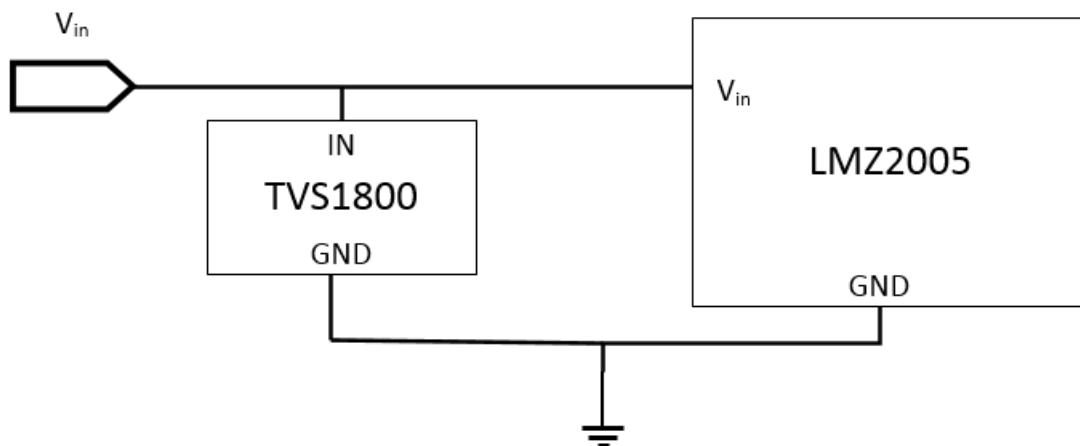 Vin
IN
TVS1800
GND
Vin
LMZ2005
GND